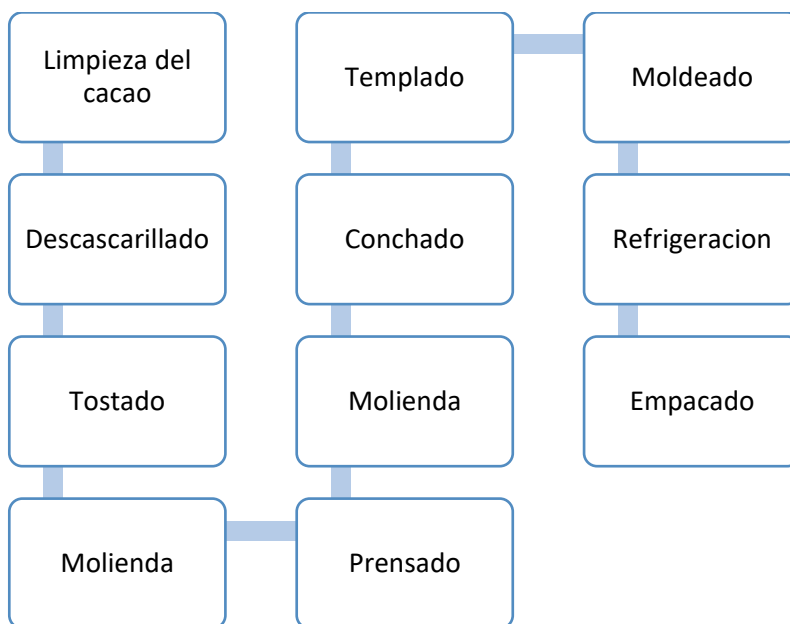 Limpieza del
cacao
Descascarillado
Tostado
Molienda
Prensado
Molienda
Conchado
Templado
Moldeado
Refrigeracion
Empacado